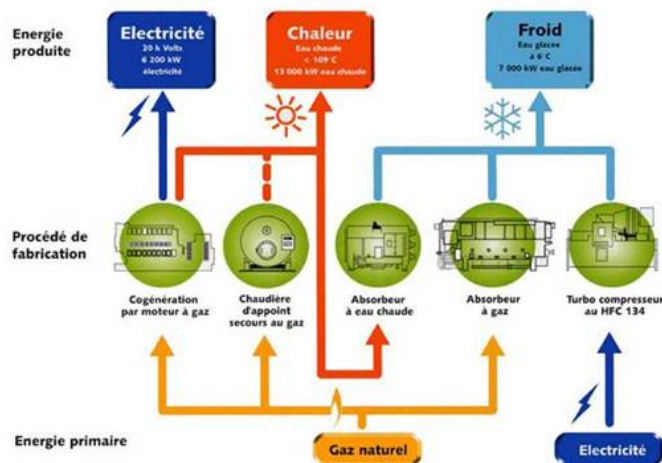 Energie
produite
Electricité
20 k Volts
6 200 kW
électricité
Chaleur
Eau chaude
< 109° C
13 000 kW eau chaude
Froid
Eau glacée
à 6° C
7 000 kW eau glacée
Procédé de
fabrication
Cogénération
par moteur à gaz
Chaudière
d'appoint
secours au gaz
Absorbeur
à eau chaude
Absorbeur
à gaz
Turbo compresseur
au HFC 134
Energie primaire
Gaz naturel
Electricité